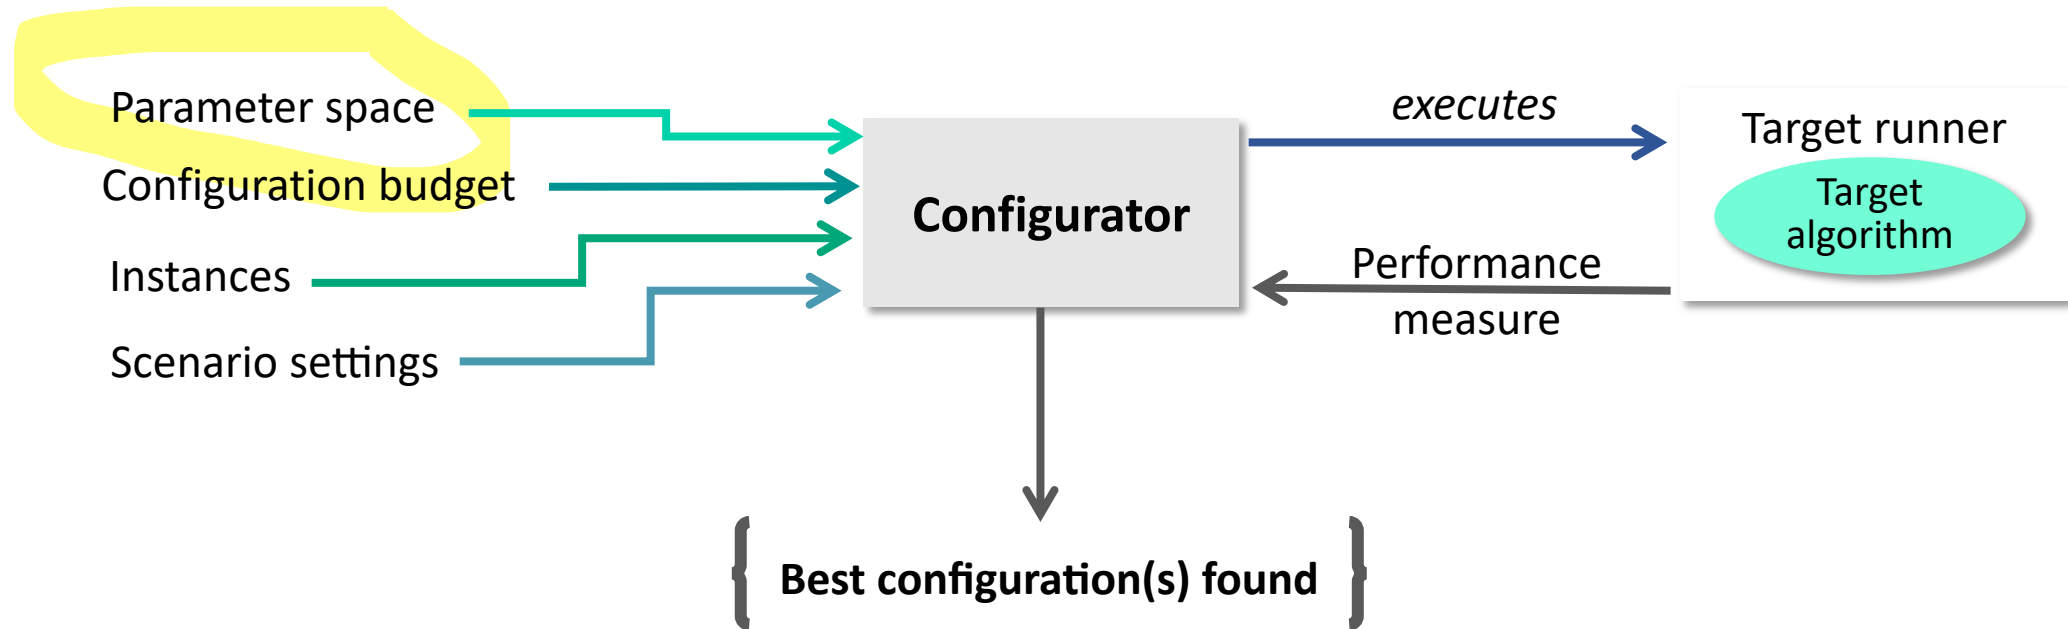 Parameter space
Configuration budget
Instances
Scenario settings
Configurator
executes
Performance
measure
Target runner
Target
algorithm
Best configuration(s) found